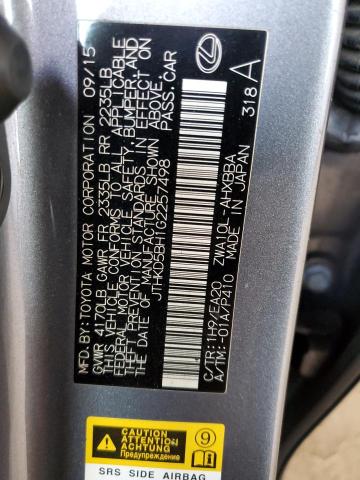 MFD.BY:TOYOTA MOTOR CORPORATION 09/15
GVWR 4170LB GAWR FR 2335LB RR 2235LB
THIS VEHICLE CONFORMS TO ALL APPLICABLE
FEDERAL MOTOR VEHICLE SAFETY, BUMPER, AND
THEFT PREVENTION STANDARDS IN EFFECT ON
THE DATE OF MANUFACTURE SHOWN ABOVE.
JTHKD5BH1G2257498 PASS.CAR
C/TR:1H9/EA20 ZWA10L-AHXBBA
A/TM:-01A/P410 MADE IN JAPAN
318 A
LEXUS
CAUTION
ATTENTION
Предупреждение
9
SRS SIDE AIRBAG